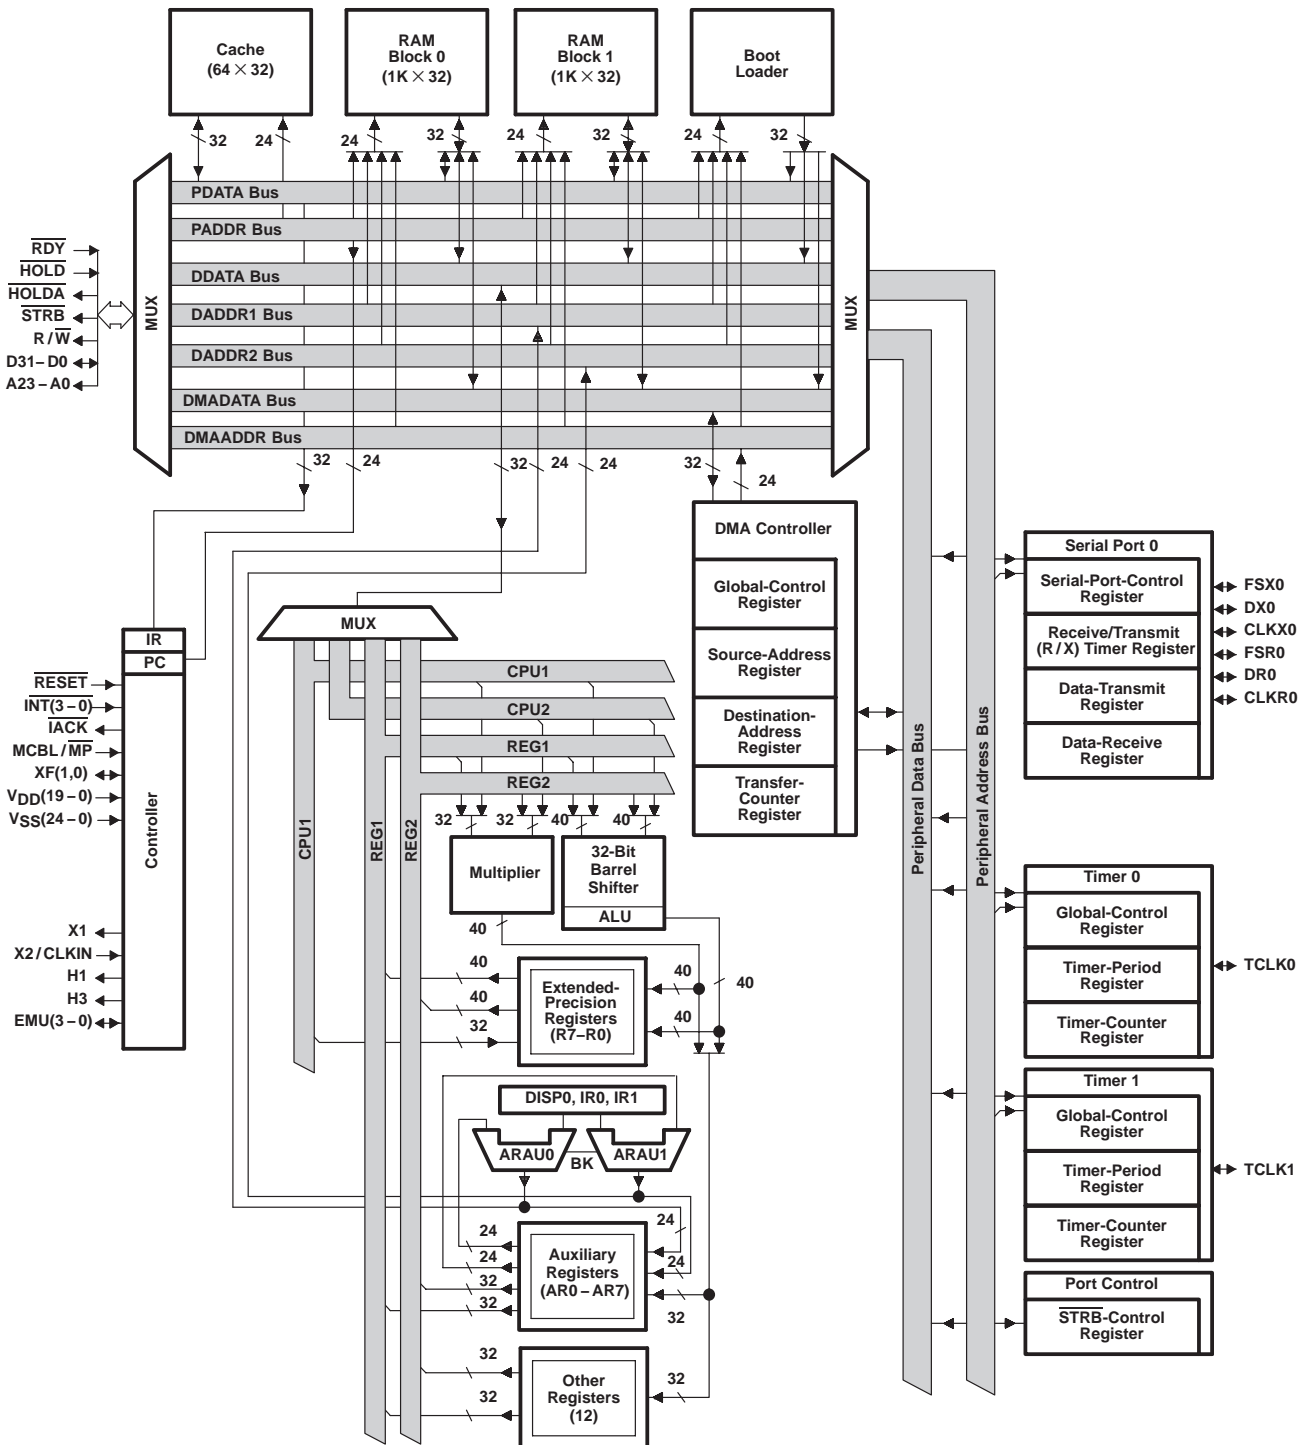 Cache
(64 × 32)
RAM
Block 0
(1K × 32)
RAM
Block 1
(1K × 32)
Boot
Loader
32
24
24
32
24
32
24
32
PDATA Bus
PADDR Bus
DDATA Bus
DADDR1 Bus
DADDR2 Bus
DMADATA Bus
DMAADDR Bus
MUX
MUX
RDY
HOLD
HOLDA
STRB
R / W
D31 – D0
A23 – A0
32
24
32
24
24
32
24
DMA Controller
Global-Control
Register
Source-Address
Register
Destination-
Address
Register
Transfer-
Counter
Register
Peripheral Data Bus
Peripheral Address Bus
Serial Port 0
Serial-Port-Control
Register
Receive/Transmit
(R / X) Timer Register
Data-Transmit
Register
Data-Receive
Register
FSX0
DX0
CLKX0
FSR0
DR0
CLKR0
IR
PC
Controller
RESET
INT(3 – 0)
IACK
MCBL / MP
XF(1,0)
VDD(19 – 0)
VSS(24 – 0)
X1
X2 / CLKIN
H1
H3
EMU(3 – 0)
MUX
CPU1
CPU2
REG1
REG2
CPU1
REG1
REG2
32
32
40
40
Multiplier
32-Bit
Barrel
Shifter
ALU
40
40
40
40
32
Extended-
Precision
Registers
(R7–R0)
40
40
DISP0, IR0, IR1
ARAU0
BK
ARAU1
24
24
32
32
Auxiliary
Registers
(AR0 – AR7)
24
24
32
32
32
Other
Registers
(12)
32
Timer 0
Global-Control
Register
Timer-Period
Register
Timer-Counter
Register
TCLK0
Timer 1
Global-Control
Register
Timer-Period
Register
Timer-Counter
Register
TCLK1
Port Control
STRB-Control
Register